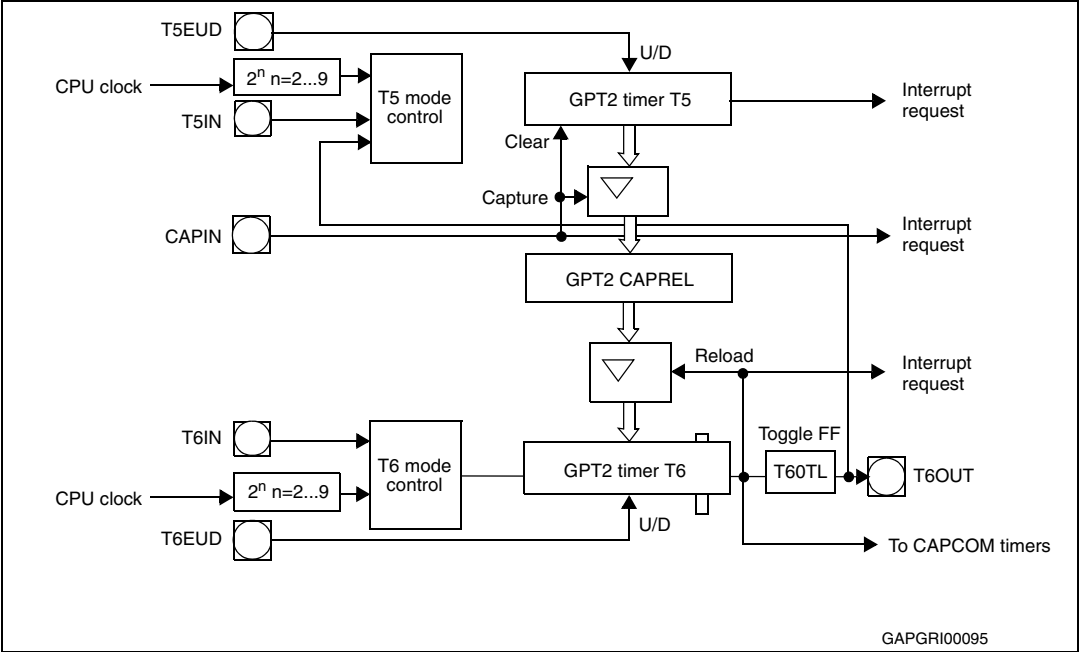 T5EUD
U/D
CPU clock
2ⁿ n=2...9
T5 mode
control
GPT2 timer T5
Interrupt
request
T5IN
Clear
Capture
CAPIN
Interrupt
request
GPT2 CAPREL
Reload
Interrupt
request
T6IN
T6 mode
control
GPT2 timer T6
Toggle FF
T60TL
T6OUT
CPU clock
2ⁿ n=2...9
T6EUD
U/D
To CAPCOM timers
GAPGRI00095